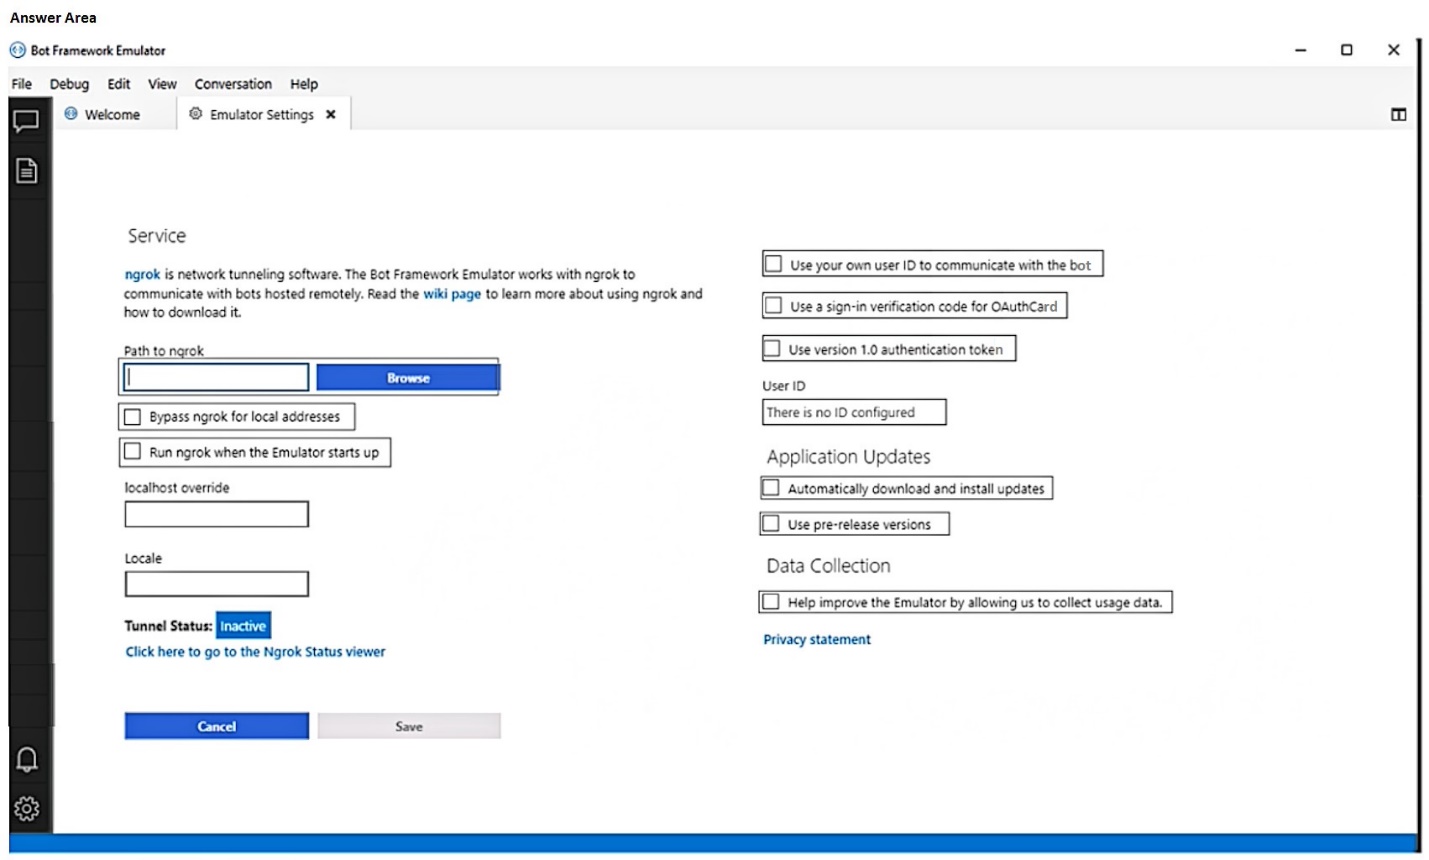 Answer Area
Bot Framework Emulator
File Debug Edit View Conversation Help
Welcome Emulator Settings
Service
ngrok is network tunneling software. The Bot Framework Emulator works with ngrok to
communicate with bots hosted remotely. Read the wiki page to learn more about using ngrok and
how to download it.
Path to ngrok
Browse
Bypass ngrok for local addresses
Run ngrok when the Emulator starts up
localhost override
Locale
Tunnel Status: Inactive
Click here to go to the Ngrok Status viewer
Cancel Save
Use your own user ID to communicate with the bot
Use a sign-in verification code for OAuthCard
Use version 1.0 authentication token
User ID
There is no ID configured
Application Updates
Automatically download and install updates
Use pre-release versions
Data Collection
Help improve the Emulator by allowing us to collect usage data.
Privacy statement